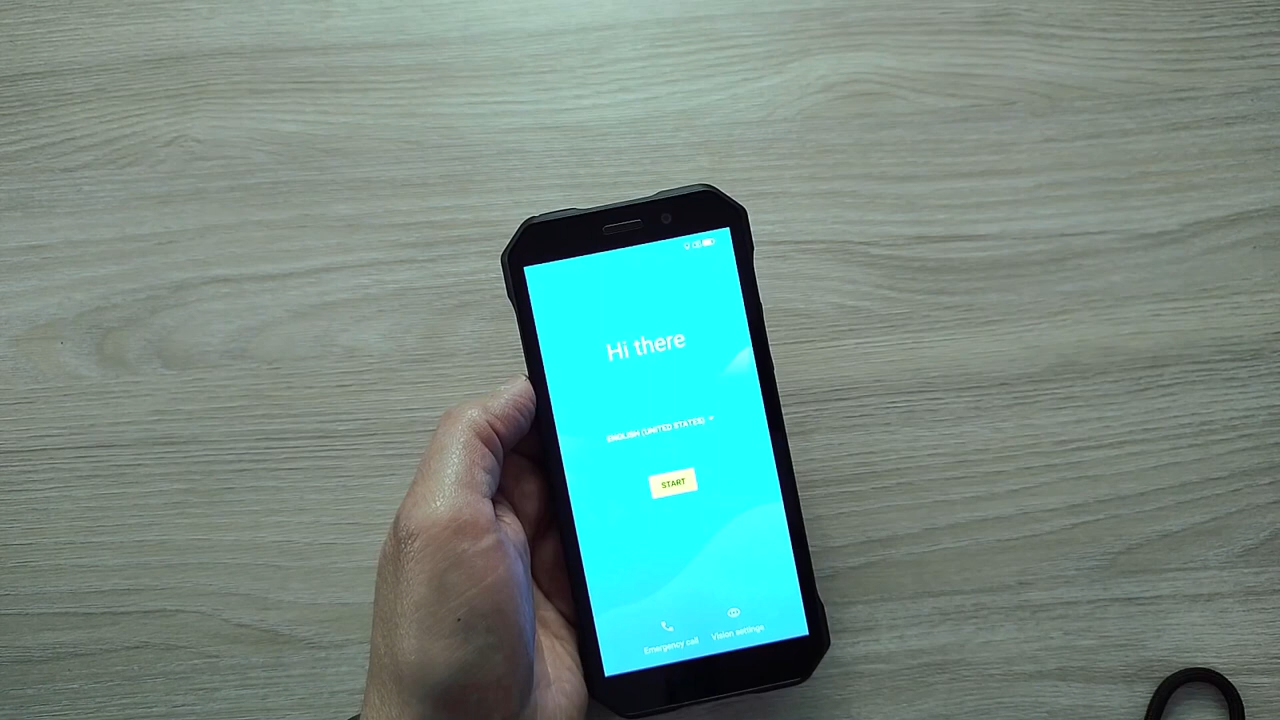 Hi there
ENGLISH (UNITED STATES)
START
Emergency call
Vision settings